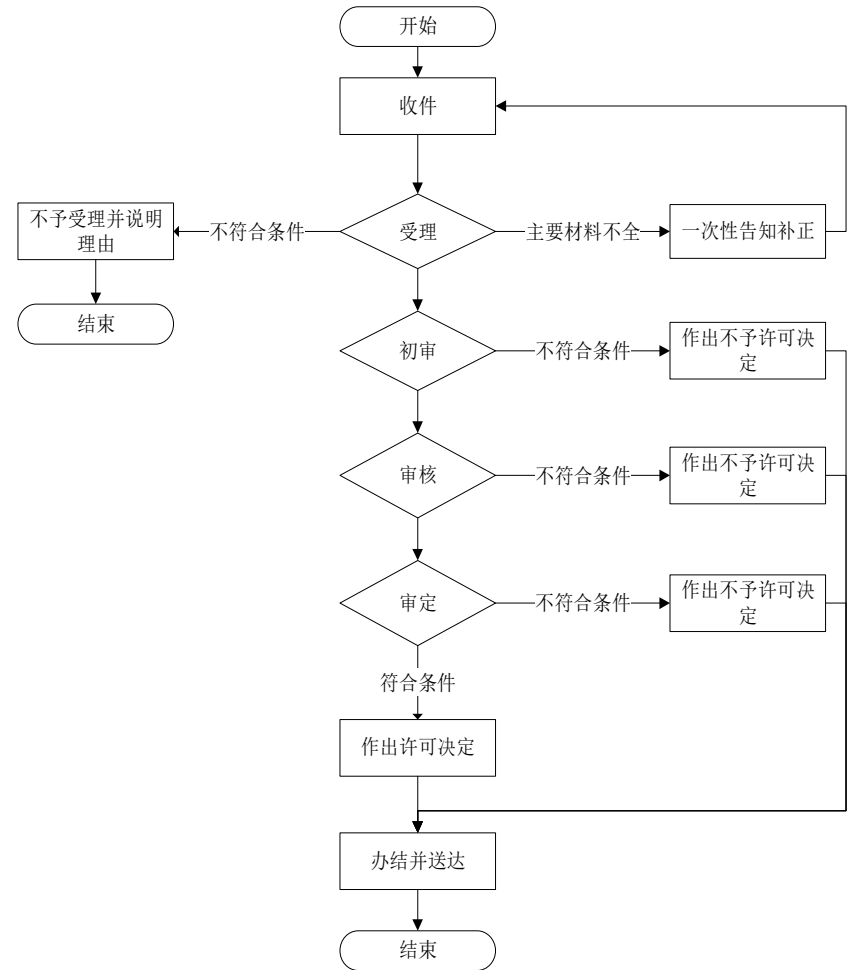 开始
收件
不予受理并说明
理由
不符合条件
受理
主要材料不全
一次性告知补正
结束
初审
不符合条件
作出不予许可决
定
审核
不符合条件
作出不予许可决
定
审定
不符合条件
作出不予许可决
定
符合条件
作出许可决定
办结并送达
结束